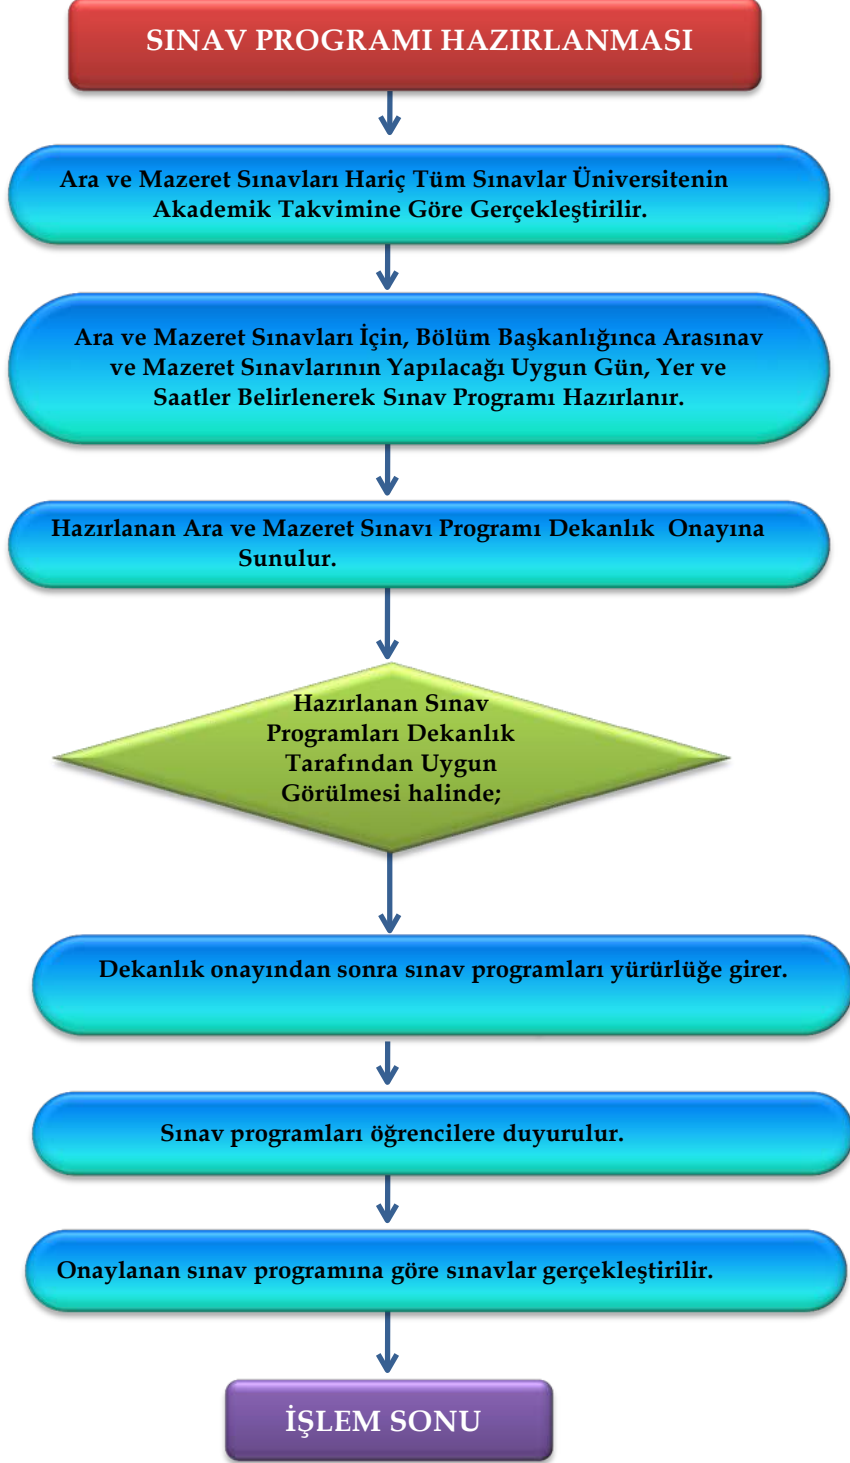 SINAV PROGRAMI HAZIRLANMASI
Ara ve Mazeret Sınavları Hariç Tüm Sınavlar Üniversitenin
Akademik Takvimine Göre Gerçekleştirilir.
Ara ve Mazeret Sınavları İçin, Bölüm Başkanlığınca Arasınav
ve Mazeret Sınavlarının Yapılacağı Uygun Gün, Yer ve
Saatler Belirlenerek Sınav Programı Hazırlanır.
Hazırlanan Ara ve Mazeret Sınavı Programı Dekanlık Onayına
Sunulur.
Hazırlanan Sınav
Programları Dekanlık
Tarafından Uygun
Görülmesi halinde;
Dekanlık onayından sonra sınav programları yürürlüğe girer.
Sınav programları öğrencilere duyurulur.
Onaylanan sınav programına göre sınavlar gerçekleştirilir.
İŞLEM SONU